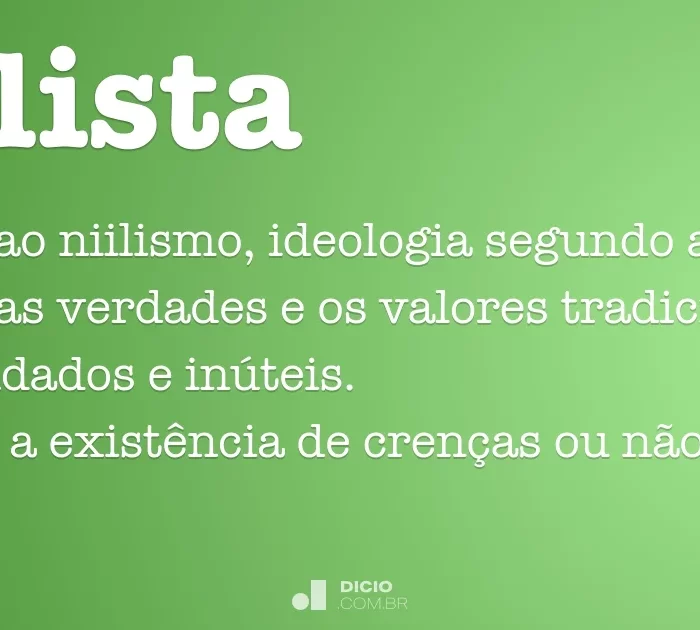 lista
ao niilismo, ideologia segundo a
as verdades e os valores tradic
dados e inúteis.
a existência de crenças ou não
DICIO
.COM.BR